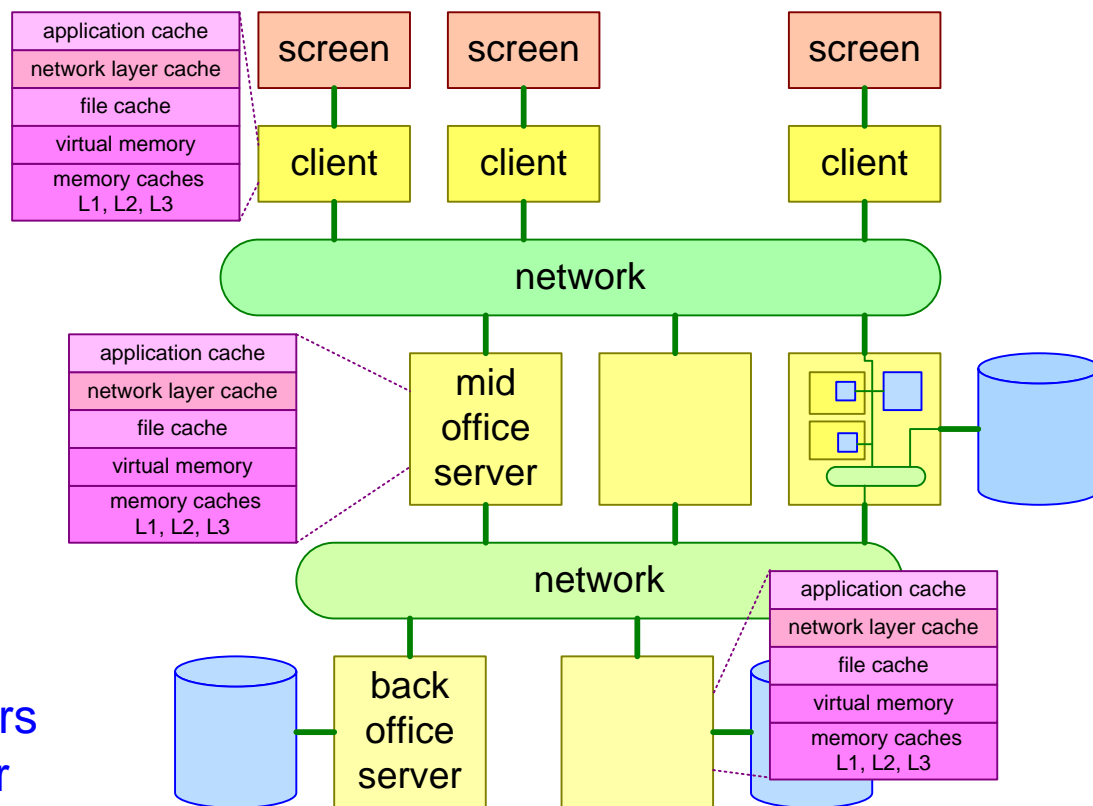 application cache
network layer cache
file cache
virtual memory
memory caches
L1, L2, L3
screen
screen
screen
client
client
client
network
application cache
network layer cache
file cache
virtual memory
memory caches
L1, L2, L3
mid
office
server
network
application cache
network layer cache
file cache
virtual memory
memory caches
L1, L2, L3
back
office
server
rs
r